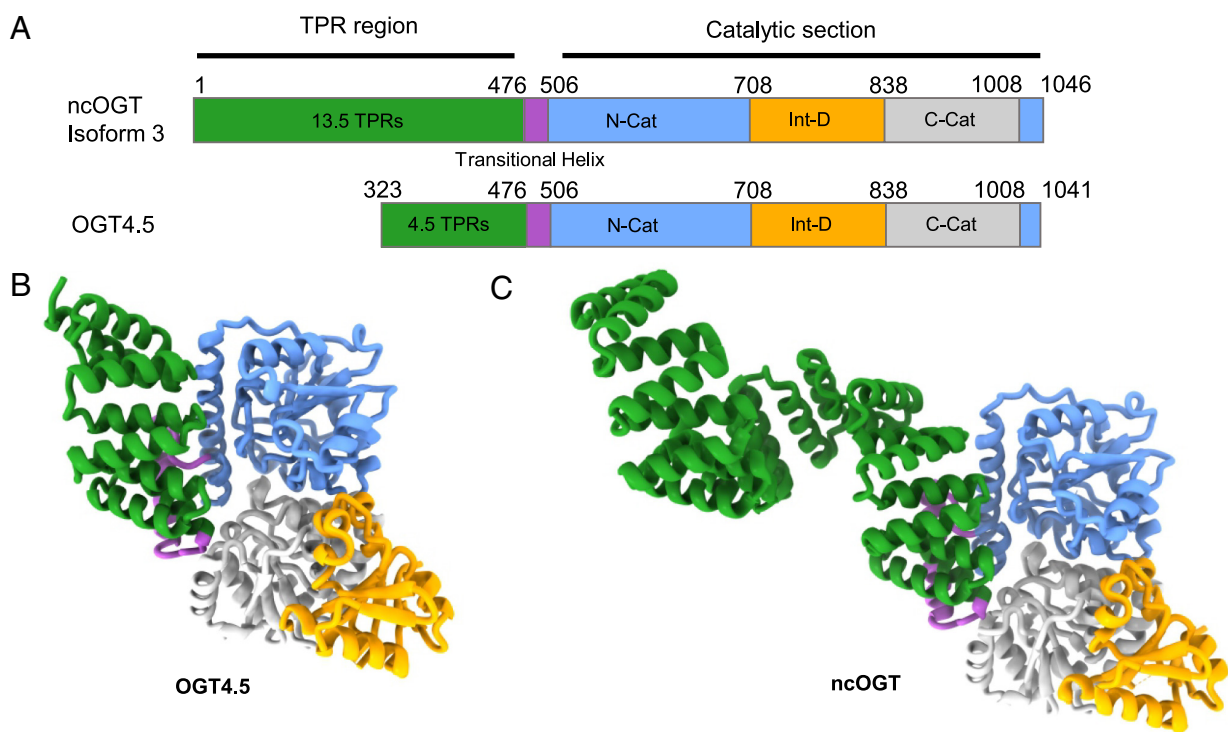 A
TPR region
Catalytic section
1 476 506 708 838 1008 1046
ncOGT
Isoform 3
13.5 TPRs
N-Cat
Int-D
C-Cat
Transitional Helix
323 476 506 708 838 1008 1041
OGT4.5
4.5 TPRs
N-Cat
Int-D
C-Cat
B
C
OGT4.5
ncOGT